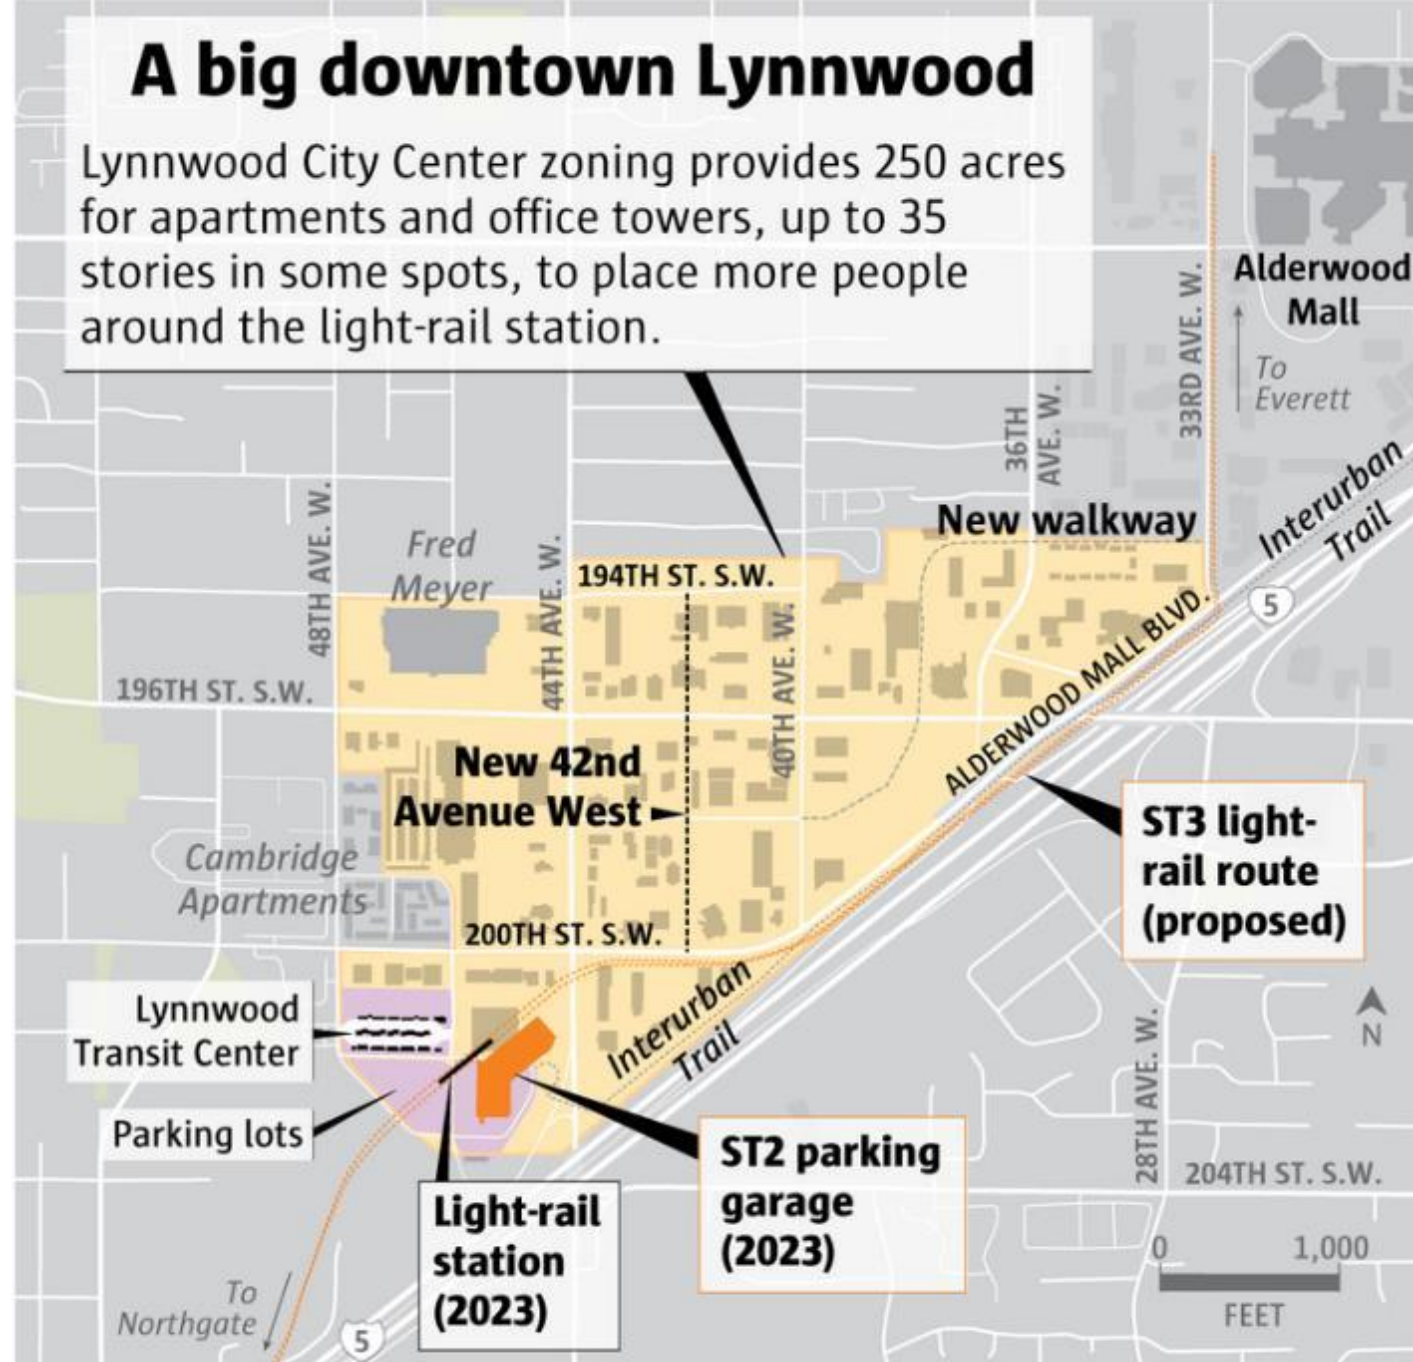 A big downtown Lynnwood
Lynnwood City Center zoning provides 250 acres
for apartments and office towers, up to 35
stories in some spots, to place more people
around the light-rail station.
Alderwood
Mall
To
Everett
33RD AVE. W.
36TH
AVE. W.
Interurban
Trail
New walkway
5
48TH AVE. W.
Fred
Meyer
44TH AVE. W.
194TH ST. S.W.
40TH AVE. W.
ALDERWOOD MALL BLVD.
196TH ST. S.W.
New 42nd
Avenue West
ST3 light-
rail route
(proposed)
Cambridge
Apartments
200TH ST. S.W.
Interurban
Trail
Lynnwood
Transit Center
Parking lots
N
28TH AVE. W.
204TH ST. S.W.
ST2 parking
garage
(2023)
Light-rail
station
(2023)
To
Northgate
5
0 1,000
FEET